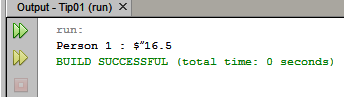 Output - Tip01 (run) ×
run:
Person 1 : $"16.5
BUILD SUCCESSFUL (total time: 0 seconds)